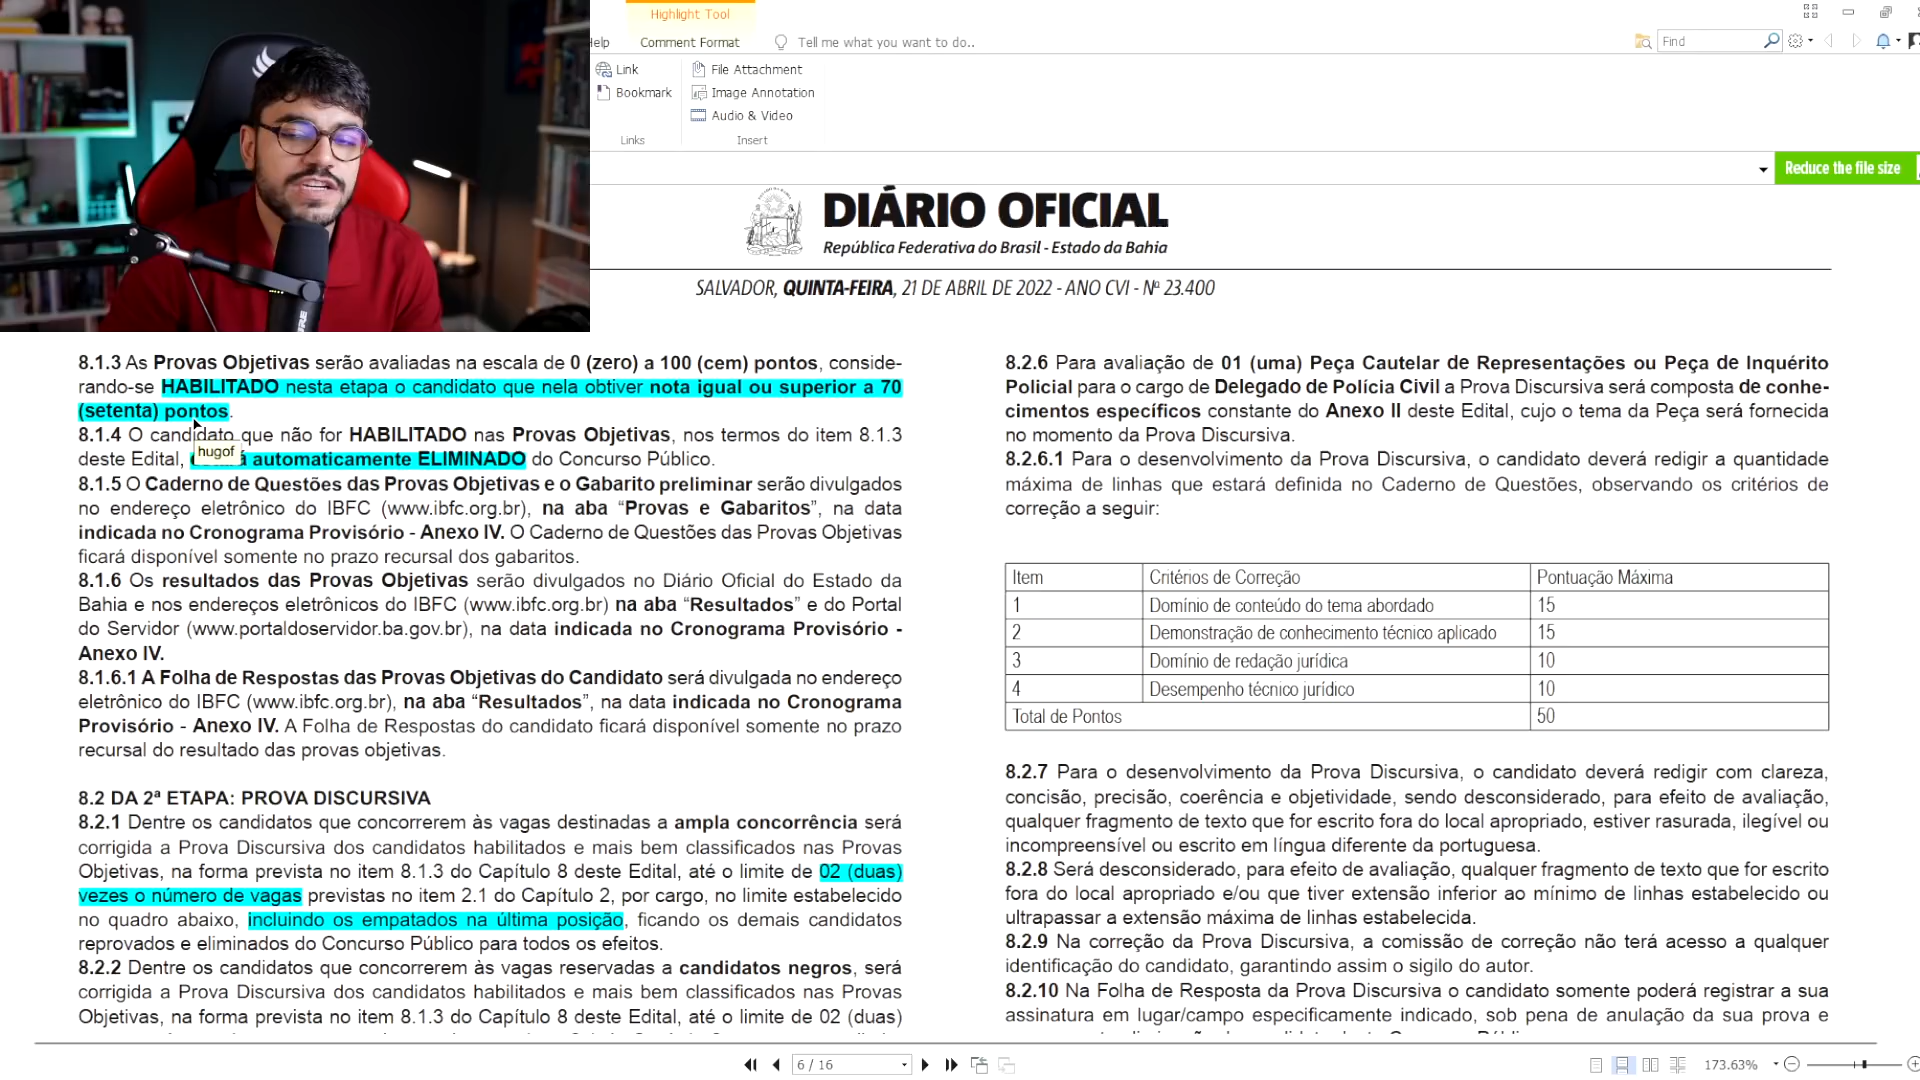 Highlight Tool
Help
Comment Format
Tell me what you want to do..
Find
Link
File Attachment
Bookmark
Image Annotation
Audio & Video
Links
Insert
Reduce the file size
DIÁRIO OFICIAL
República Federativa do Brasil - Estado da Bahia
SALVADOR, QUINTA-FEIRA, 21 DE ABRIL DE 2022 - ANO CVI - Nº 23.400
8.1.3 As Provas Objetivas serão avaliadas na escala de 0 (zero) a 100 (cem) pontos, conside-
rando-se HABILITADO nesta etapa o candidato que nela obtiver nota igual ou superior a 70
(setenta) pontos.
8.1.4 O candidato que não for HABILITADO nas Provas Objetivas, nos termos do item 8.1.3
hugof
deste Edital, automaticamente ELIMINADO do Concurso Público.
8.1.5 O Caderno de Questões das Provas Objetivas e o Gabarito preliminar serão divulgados
no endereço eletrônico do IBFC (www.ibfc.org.br), na aba “Provas e Gabaritos”, na data
indicada no Cronograma Provisório - Anexo IV. O Caderno de Questões das Provas Objetivas
ficará disponível somente no prazo recursal dos gabaritos.
8.1.6 Os resultados das Provas Objetivas serão divulgados no Diário Oficial do Estado da
Bahia e nos endereços eletrônicos do IBFC (www.ibfc.org.br) na aba “Resultados” e do Portal
do Servidor (www.portaldoservidor.ba.gov.br), na data indicada no Cronograma Provisório -
Anexo IV.
8.1.6.1 A Folha de Respostas das Provas Objetivas do Candidato será divulgada no endereço
eletrônico do IBFC (www.ibfc.org.br), na aba “Resultados”, na data indicada no Cronograma
Provisório - Anexo IV. A Folha de Respostas do candidato ficará disponível somente no prazo
recursal do resultado das provas objetivas.
8.2 DA 2ª ETAPA: PROVA DISCURSIVA
8.2.1 Dentre os candidatos que concorrerem às vagas destinadas a ampla concorrência será
corrigida a Prova Discursiva dos candidatos habilitados e mais bem classificados nas Provas
Objetivas, na forma prevista no item 8.1.3 do Capítulo 8 deste Edital, até o limite de 02 (duas)
vezes o número de vagas previstas no item 2.1 do Capítulo 2, por cargo, no limite estabelecido
no quadro abaixo, incluindo os empatados na última posição, ficando os demais candidatos
reprovados e eliminados do Concurso Público para todos os efeitos.
8.2.2 Dentre os candidatos que concorrerem às vagas reservadas a candidatos negros, será
corrigida a Prova Discursiva dos candidatos habilitados e mais bem classificados nas Provas
Objetivas, na forma prevista no item 8.1.3 do Capítulo 8 deste Edital, até o limite de 02 (duas)
8.2.6 Para avaliação de 01 (uma) Peça Cautelar de Representações ou Peça de Inquérito
Policial para o cargo de Delegado de Polícia Civil a Prova Discursiva será composta de conhe-
cimentos específicos constante do Anexo II deste Edital, cujo o tema da Peça será fornecida
no momento da Prova Discursiva.
8.2.6.1 Para o desenvolvimento da Prova Discursiva, o candidato deverá redigir a quantidade
máxima de linhas que estará definida no Caderno de Questões, observando os critérios de
correção a seguir:
Item Critérios de Correção Pontuação Máxima
1 Domínio de conteúdo do tema abordado 15
2 Demonstração de conhecimento técnico aplicado 15
3 Domínio de redação jurídica 10
4 Desempenho técnico jurídico 10
Total de Pontos 50
8.2.7 Para o desenvolvimento da Prova Discursiva, o candidato deverá redigir com clareza,
concisão, precisão, coerência e objetividade, sendo desconsiderado, para efeito de avaliação,
qualquer fragmento de texto que for escrito fora do local apropriado, estiver rasurada, ilegível ou
incompreensível ou escrito em língua diferente da portuguesa.
8.2.8 Será desconsiderado, para efeito de avaliação, qualquer fragmento de texto que for escrito
fora do local apropriado e/ou que tiver extensão inferior ao mínimo de linhas estabelecido ou
ultrapassar a extensão máxima de linhas estabelecida.
8.2.9 Na correção da Prova Discursiva, a comissão de correção não terá acesso a qualquer
identificação do candidato, garantindo assim o sigilo do autor.
8.2.10 Na Folha de Resposta da Prova Discursiva o candidato somente poderá registrar a sua
assinatura em lugar/campo especificamente indicado, sob pena de anulação da sua prova e
6 / 16
173.63%